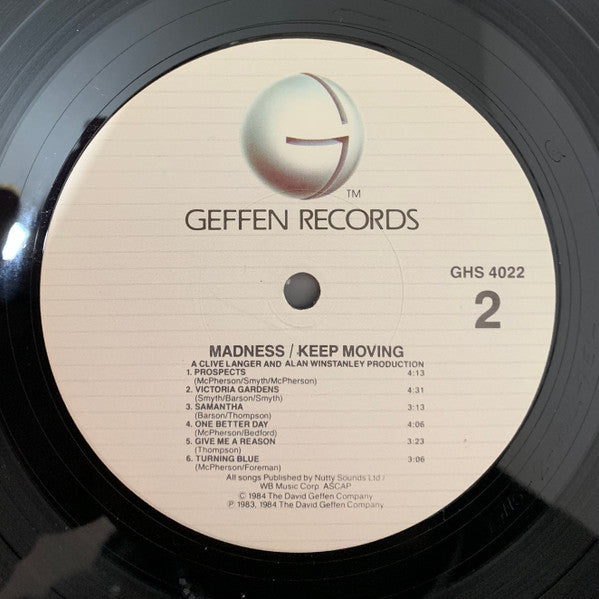 G
TM
GEFFEN RECORDS
GHS 4022
2
MADNESS / KEEP MOVING
A CLIVE LANGER AND ALAN WINSTANLEY PRODUCTION
1. PROSPECTS 4:13
(McPherson/Smyth/McPherson)
2. VICTORIA GARDENS 4:31
(Smyth/Barson/Smyth)
3. SAMANTHA 3:13
(Barson/Thompson)
4. ONE BETTER DAY 4:06
(McPherson/Bedford)
5. GIVE ME A REASON 3:23
(Thompson)
6. TURNING BLUE 3:06
(McPherson/Foreman)
All songs Published by Nutty Sounds Ltd /
WB Music Corp ASCAP
© 1984 The David Geffen Company
℗ 1983, 1984 The David Geffen Company